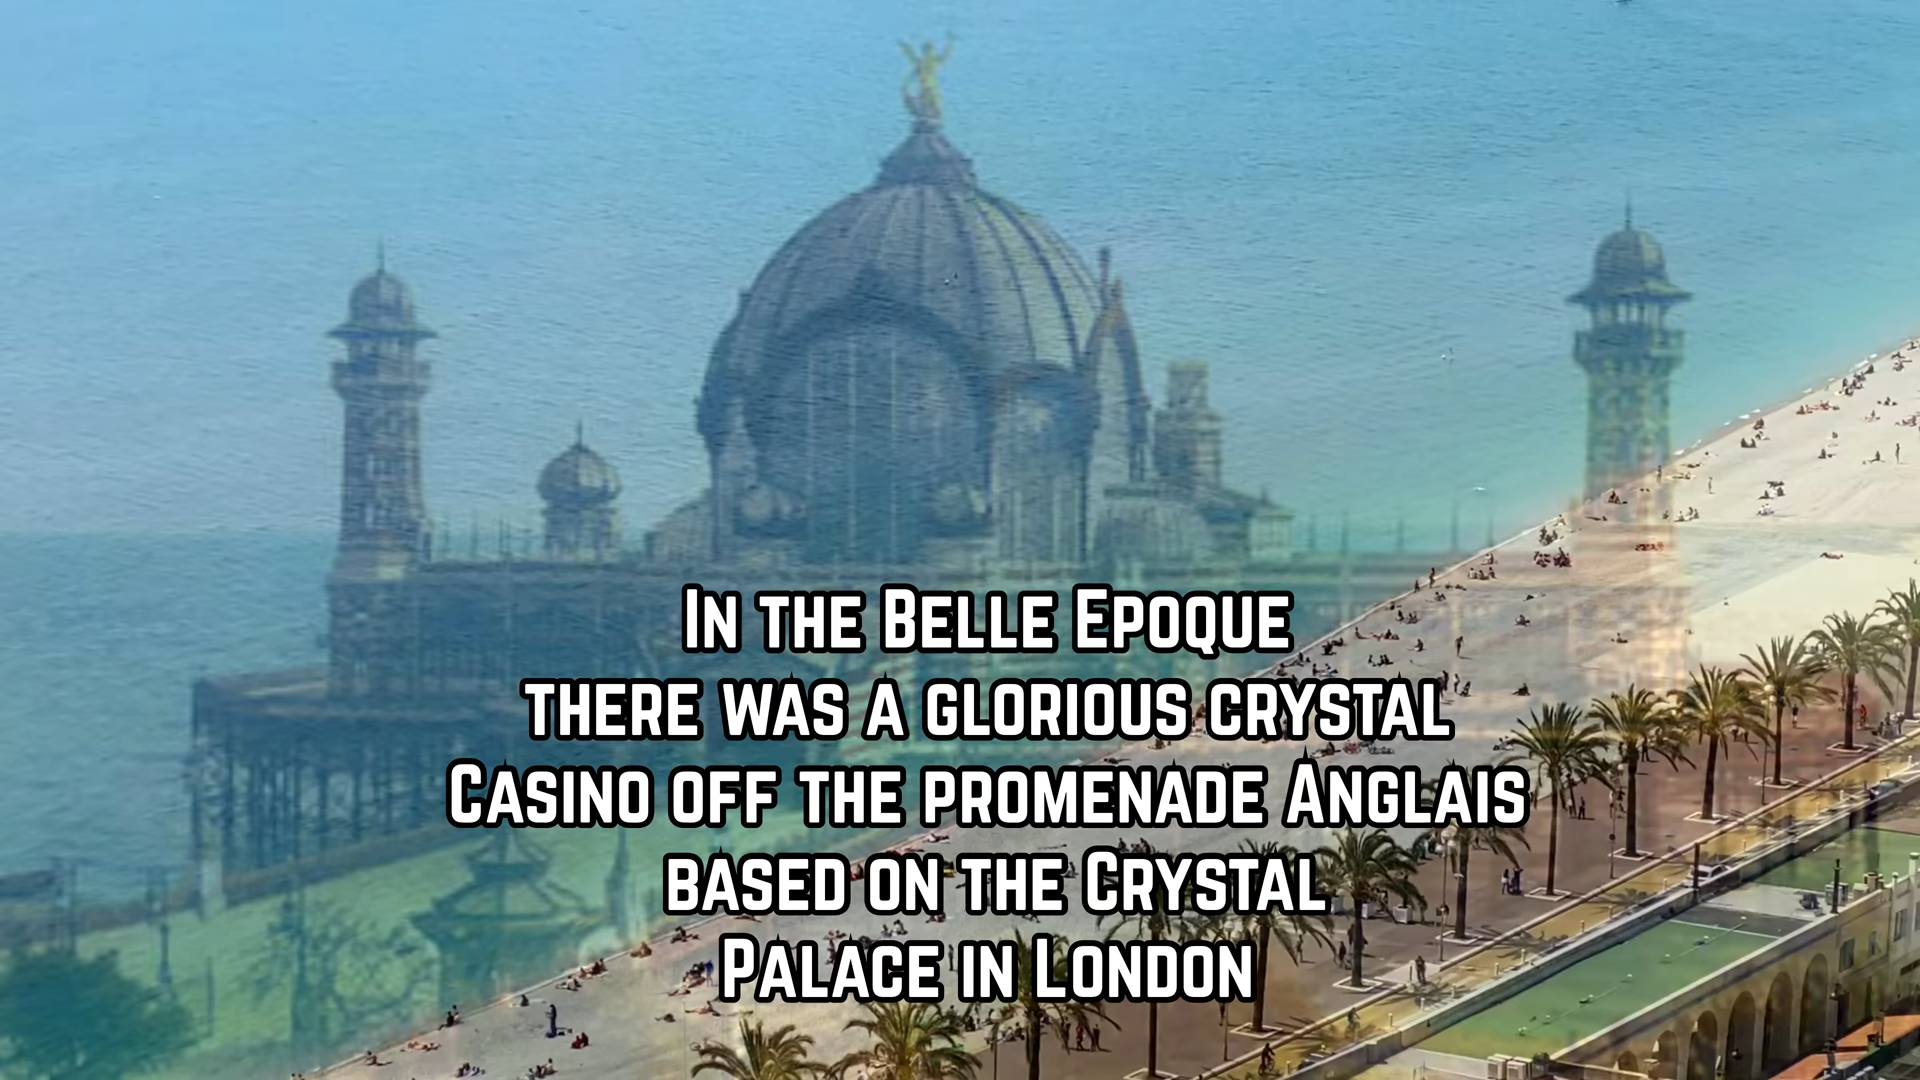 In the Belle Epoque
there was a glorious crystal
Casino off the promenade Anglais
based on the Crystal
Palace in London